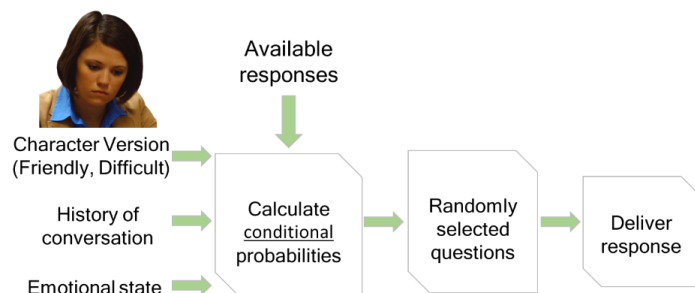 Available
responses
Character Version
(Friendly, Difficult)
History of
conversation
Emotional state
Calculate
conditional
probabilities
Randomly
selected
questions
Deliver
response